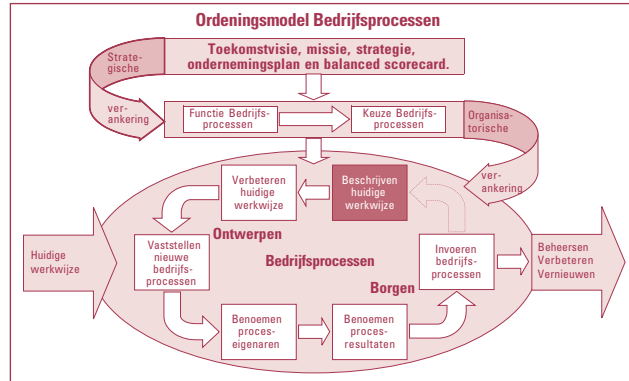 Ordeningsmodel Bedrijfsprocessen
Strate-
gische
Toekomstvisie, missie, strategie,
ondernemingsplan en balanced scorecard.
ver-
ankering
Functie Bedrijfs-
processen
Keuze Bedrijfs-
processen
Organisa-
torische
ver-
ankering
Verbeteren
huidige
werkwijze
Beschrijven
huidige
werkwijze
Ontwerpen
Huidige
werkwijze
Vaststellen
nieuwe
bedrijfs-
processen
Bedrijfsprocessen
Invoeren
bedrijfs-
processen
Beheersen
Verbeteren
Vernieuwen
Borgen
Benoemen
proces-
eigenaren
Benoemen
proces-
resultaten